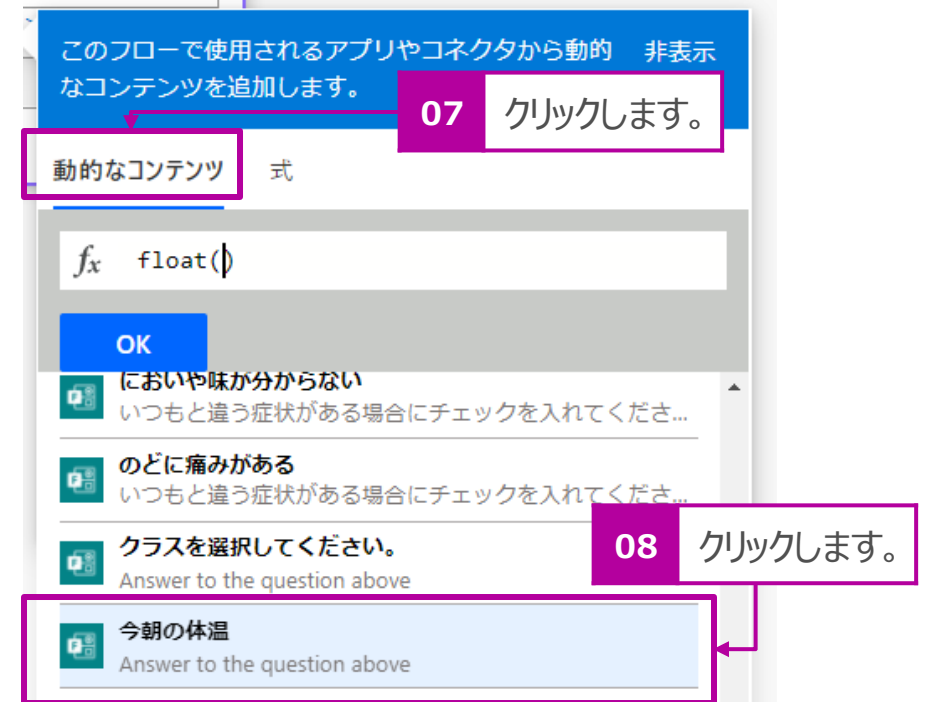 このフローで使用されるアプリやコネクタから動的 非表示
なコンテンツを追加します。
07 クリックします。
動的なコンテンツ 式
fx float()
OK
においや味が分からない
いつもと違う症状がある場合にチェックを入れてくださ...
のどに痛みがある
いつもと違う症状がある場合にチェックを入れてくださ...
クラスを選択してください。
Answer to the question above
08 クリックします。
今朝の体温
Answer to the question above